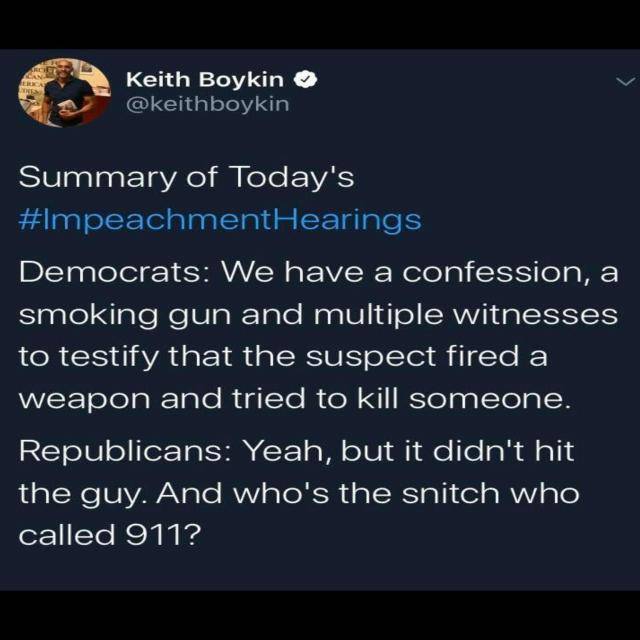 Keith Boykin
@keithboykin
Summary of Today's
#ImpeachmentHearings
Democrats: We have a confession, a
smoking gun and multiple witnesses
to testify that the suspect fired a
weapon and tried to kill someone.
Republicans: Yeah, but it didn't hit
the guy. And who's the snitch who
called 911?